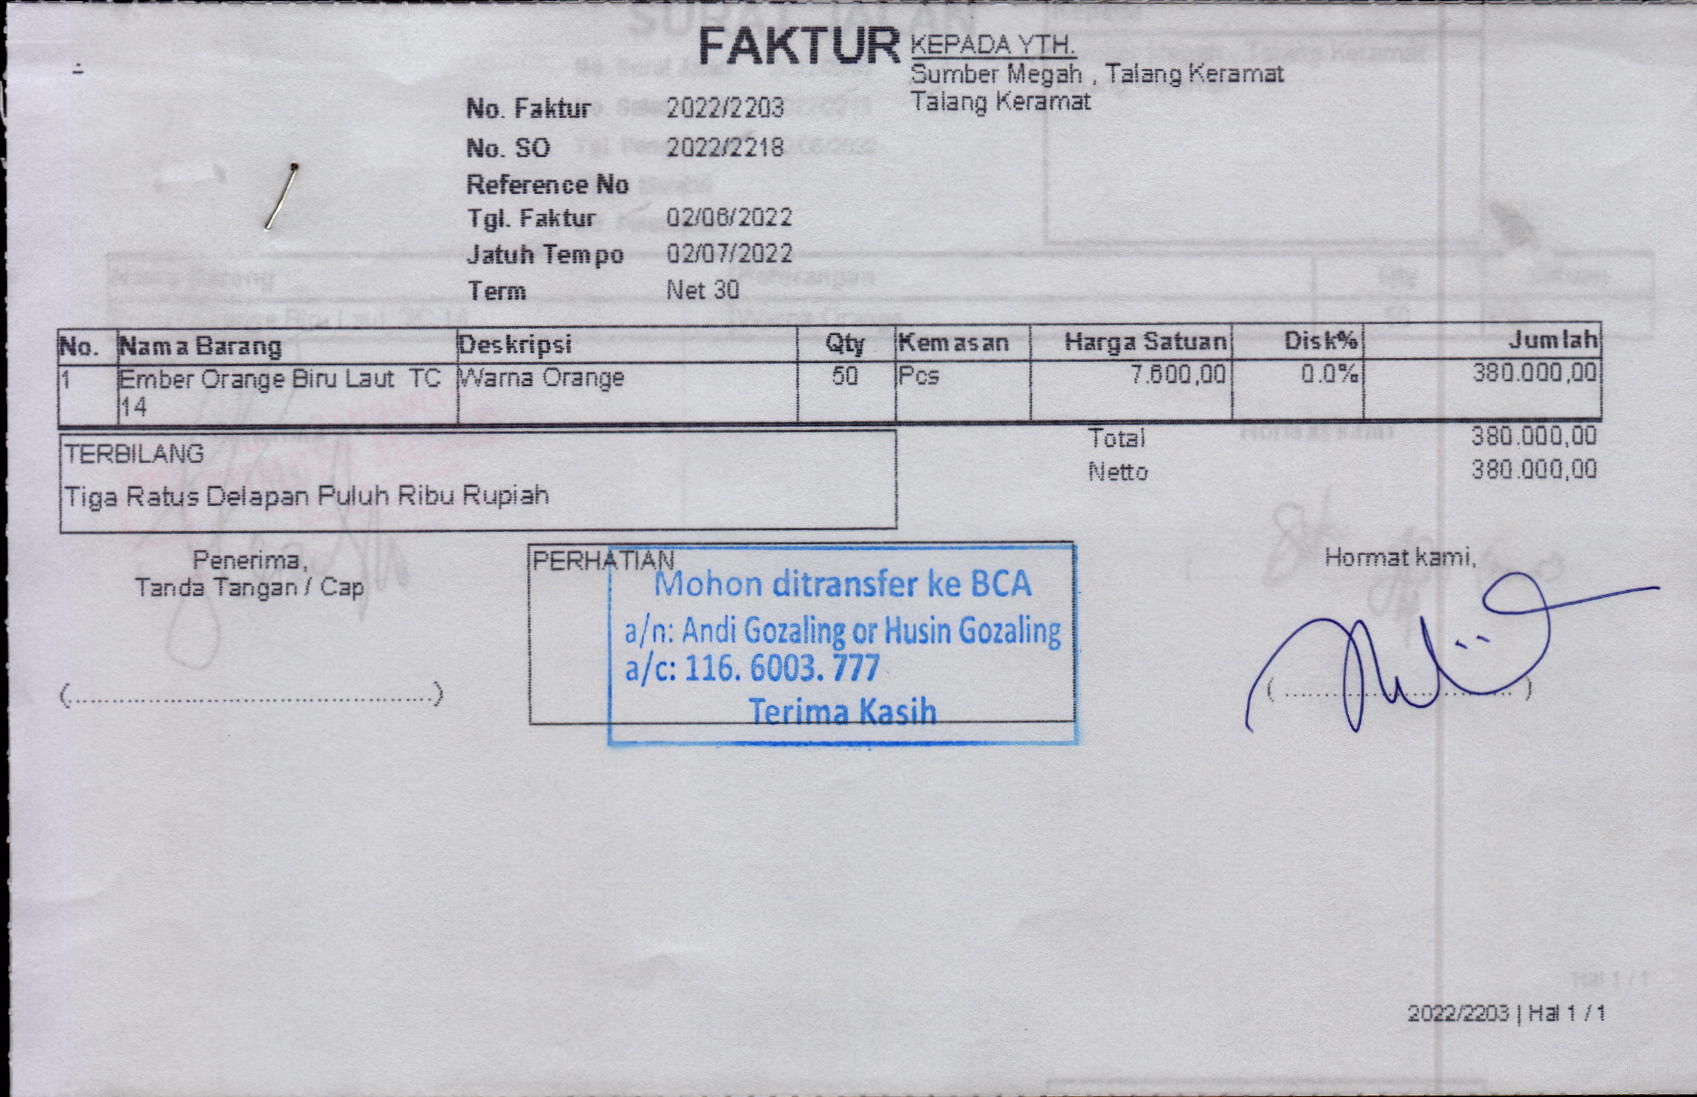 FAKTUR
KEPADA YTH.
Sumber Megah , Talang Keramat
Talang Keramat
No. Faktur 2022/2203
No. SO 2022/2218
Reference No
Tgl. Faktur 02/06/2022
Jatuh Tempo 02/07/2022
Term Net 30
No. Nama Barang Deskripsi Qty Kemasan Harga Satuan Disk% Jumlah
1 Ember Orange Biru Laut TC Warna Orange 50 Pcs 7.600,00 0.0% 380.000,00
14
Total 380.000,00
Netto 380.000,00
TERBILANG
Tiga Ratus Delapan Puluh Ribu Rupiah
Penerima,
Tanda Tangan / Cap
(..........................................)
PERHATIAN
Mohon ditransfer ke BCA
a/n: Andi Gozaling or Husin Gozaling
a/c: 116. 6003. 777
Terima Kasih
Hormat kami,
(..............................)
2022/2203 | Hal 1 / 1